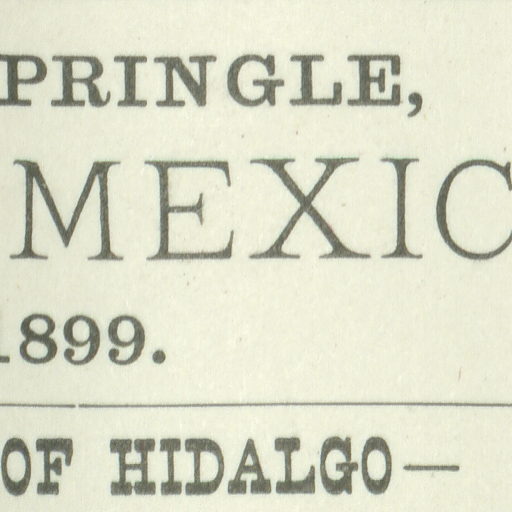 PRINGLE,
MEXIC
1899.
OF HIDALGO—